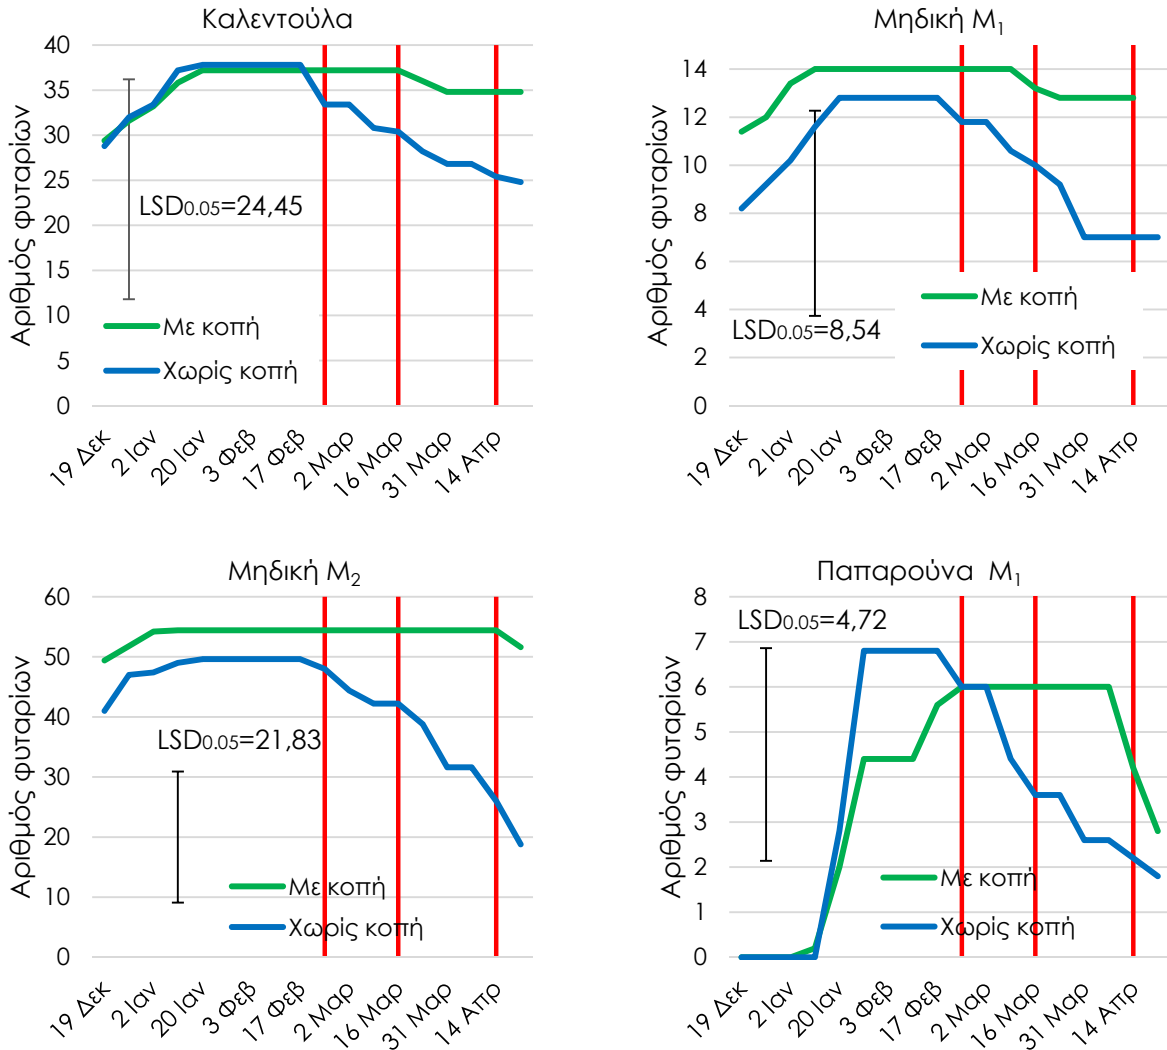 Καλεντούλα
Αριθμός φυταρίων
40
35
30
25
20
15
10
5
0
LSD0.05=24,45
Με κοπή
Χωρίς κοπή
19 Δεκ
2 Ιαν
20 Ιαν
3 Φεβ
17 Φεβ
2 Μαρ
16 Μαρ
31 Μαρ
14 Απρ
Μηδική Μ1
Αριθμός φυταρίων
14
12
10
8
6
4
2
0
LSD0.05=8,54
Με κοπή
Χωρίς κοπή
19 Δεκ
2 Ιαν
20 Ιαν
3 Φεβ
17 Φεβ
2 Μαρ
16 Μαρ
31 Μαρ
14 Απρ
Μηδική Μ2
Αριθμός φυταρίων
60
50
40
30
20
10
0
LSD0.05=21,83
Με κοπή
Χωρίς κοπή
19 Δεκ
2 Ιαν
20 Ιαν
3 Φεβ
17 Φεβ
2 Μαρ
16 Μαρ
31 Μαρ
14 Απρ
Παπαρούνα Μ1
Αριθμός φυταρίων
8
7
6
5
4
3
2
1
0
LSD0.05=4,72
Με κοπή
Χωρίς κοπή
19 Δεκ
2 Ιαν
20 Ιαν
3 Φεβ
17 Φεβ
2 Μαρ
16 Μαρ
31 Μαρ
14 Απρ